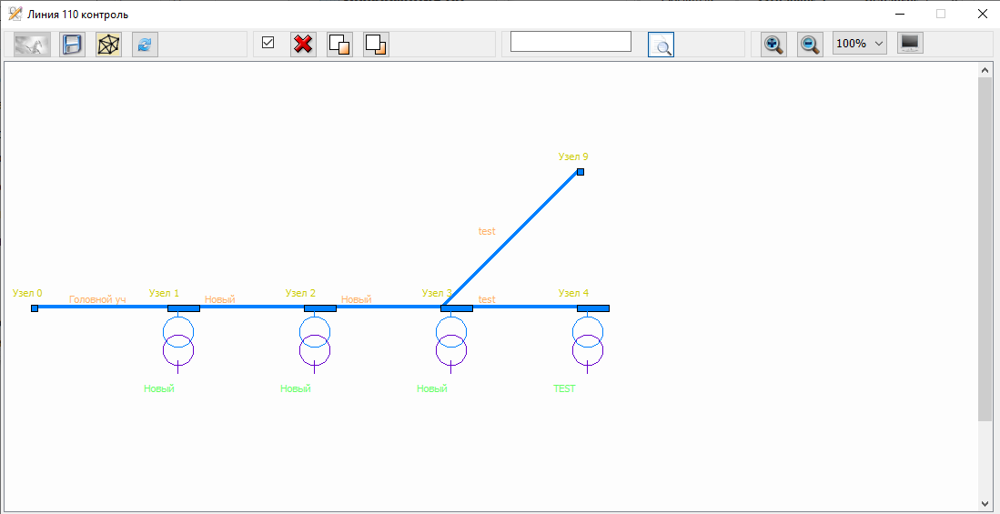 Линия 110 контроль
100%
Узел 9
test
Узел 0
Узел 1
Узел 2
Узел 3
Узел 4
Головной уч
Новый
Новый
test
Новый
Новый
Новый
TEST